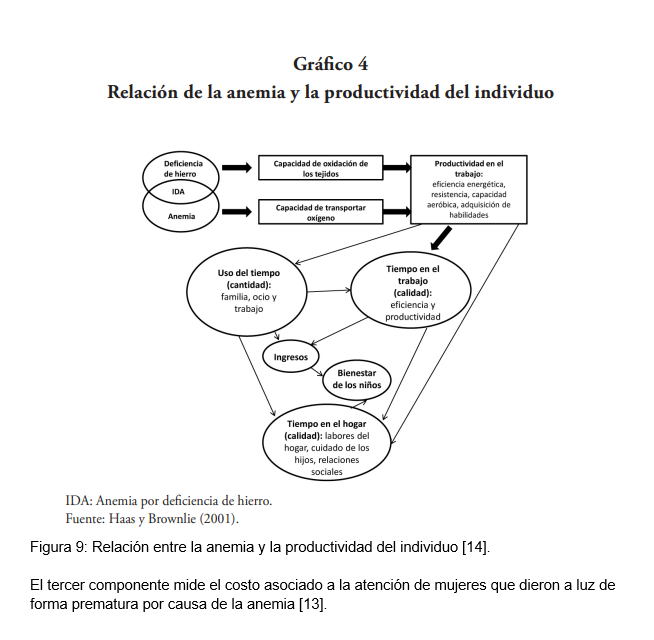 Gráfico 4
Relación de la anemia y la productividad del individuo
Deficiencia
de hierro
IDA
Anemia
Capacidad de oxidación de
los tejidos
Capacidad de transportar
oxígeno
Productividad en el
trabajo:
eficiencia energética,
resistencia, capacidad
aeróbica, adquisición de
habilidades
Uso del tiempo
(cantidad):
familia, ocio y
trabajo
Tiempo en el
trabajo
(calidad):
eficiencia y
productividad
Ingresos
Bienestar
de los niños
Tiempo en el hogar
(calidad): labores del
hogar, cuidado de los
hijos, relaciones
sociales
IDA: Anemia por deficiencia de hierro.
Fuente: Haas y Brownlie (2001).
Figura 9: Relación entre la anemia y la productividad del individuo [14].
El tercer componente mide el costo asociado a la atención de mujeres que dieron a luz de
forma prematura por causa de la anemia [13].